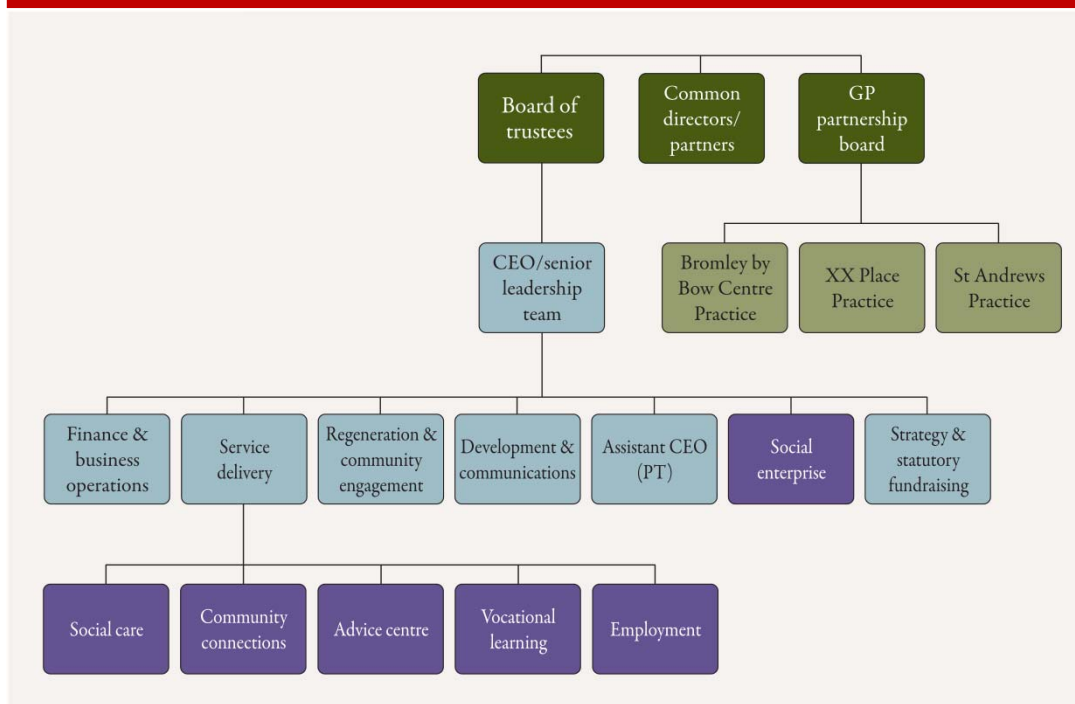 Board of
trustees
Common
directors/
partners
GP
partnership
board
CEO/senior
leadership
team
Bromley by
Bow Centre
Practice
XX Place
Practice
St Andrews
Practice
Finance &
business
operations
Service
delivery
Regeneration &
community
engagement
Development &
communications
Assistant CEO
(PT)
Social
enterprise
Strategy &
statutory
fundraising
Social care
Community
connections
Advice centre
Vocational
learning
Employment